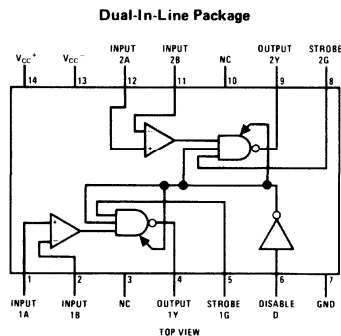 Dual-In-Line Package
VCC+ VCC− INPUT 2A INPUT 2B NC OUTPUT 2Y STROBE 2G
14 13 12 11 10 9 8
- +
+ -
1 2 3 4 5 6 7
INPUT 1A INPUT 1B NC OUTPUT 1Y STROBE 1G DISABLE D GND
TOP VIEW